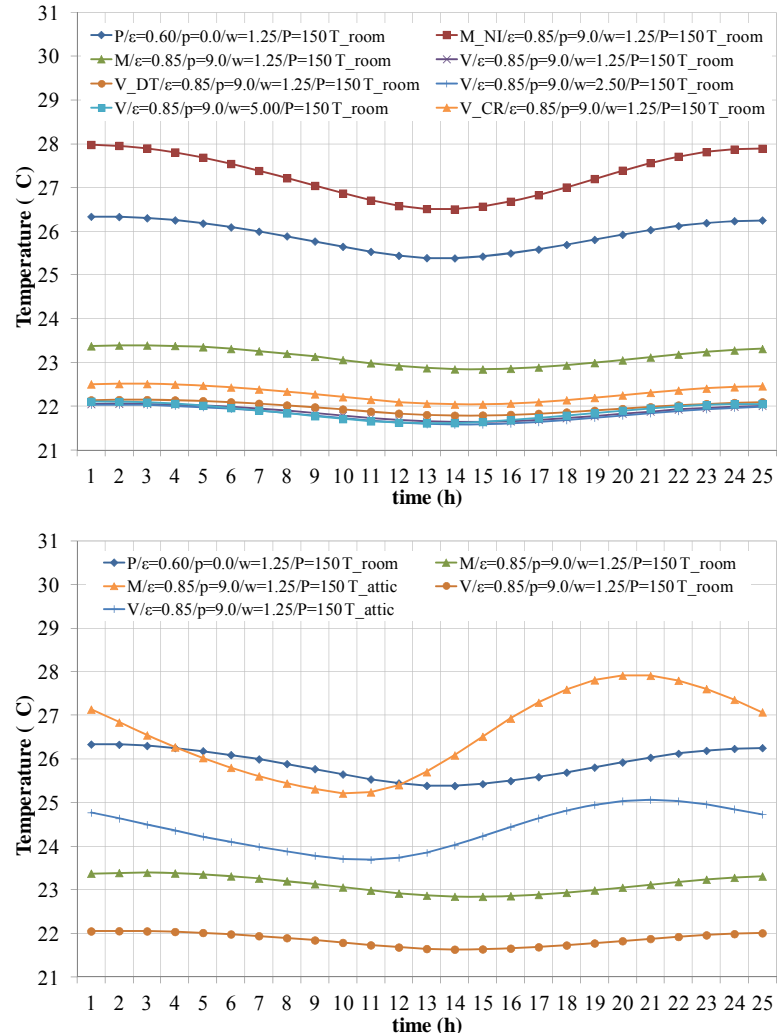 31
30
29
28
27
26
25
24
23
22
21
Temperature ( C)
P/ε=0.60/p=0.0/w=1.25/P=150 T_room
M_NI/ε=0.85/p=9.0/w=1.25/P=150 T_room
M/ε=0.85/p=9.0/w=1.25/P=150 T_room
V/ε=0.85/p=9.0/w=1.25/P=150 T_room
V_DT/ε=0.85/p=9.0/w=1.25/P=150 T_room
V/ε=0.85/p=9.0/w=2.50/P=150 T_room
V/ε=0.85/p=9.0/w=5.00/P=150 T_room
V_CR/ε=0.85/p=9.0/w=1.25/P=150 T_room
1 2 3 4 5 6 7 8 9 10 11 12 13 14 15 16 17 18 19 20 21 22 23 24 25
time (h)
31
30
29
28
27
26
25
24
23
22
21
Temperature ( C)
P/ε=0.60/p=0.0/w=1.25/P=150 T_room
M/ε=0.85/p=9.0/w=1.25/P=150 T_room
M/ε=0.85/p=9.0/w=1.25/P=150 T_attic
V/ε=0.85/p=9.0/w=1.25/P=150 T_room
V/ε=0.85/p=9.0/w=1.25/P=150 T_attic
1 2 3 4 5 6 7 8 9 10 11 12 13 14 15 16 17 18 19 20 21 22 23 24 25
time (h)